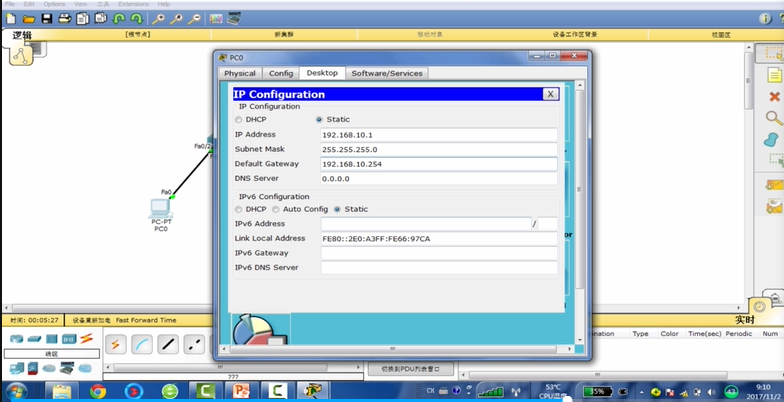 File Edit Options View 工具 Extensions Help
逻辑 [根节点] 新集群 移动对象 设备工作区背景 视图区
PC0
Physical Config Desktop Software/Services
IP Configuration X
IP Configuration
DHCP Static
IP Address 192.168.10.1
Subnet Mask 255.255.255.0
Default Gateway 192.168.10.254
DNS Server 0.0.0.0
IPv6 Configuration
DHCP Auto Config Static
IPv6 Address /
Link Local Address FE80::2E0:A3FF:FE66:97CA
IPv6 Gateway
IPv6 DNS Server
Fa0/2
Fa0
PC-PT
PC0
时间: 00:05:27 设备重新加电 Fast Forward Time 实时
线缆
???
切换到PDU列表窗口
ination Type Color Time(sec) Periodic Num
CH 53°C
CPU温度
35%
43
9:10
2017/11/2